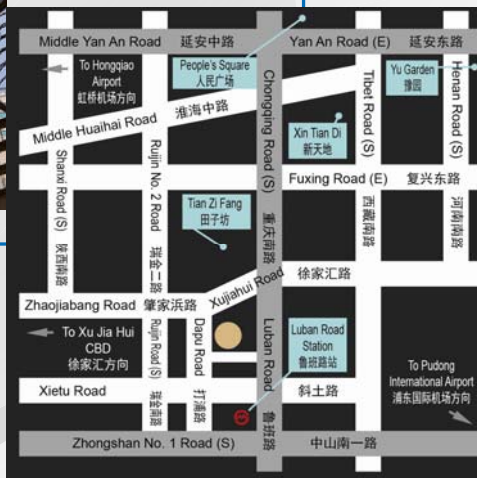 Middle Yan An Road 延安中路
Yan An Road (E) 延安东路
To Hongqiao
Airport
虹桥机场方向
People's Square
人民广场
Yu Garden
豫园
Middle Huaihai Road 淮海中路
Chongqing Road (S) 重庆南路
Tibet Road (S) 西藏南路
Henan Road (S) 河南南路
Xin Tian Di
新天地
Shanxi Road (S) 陕西南路
Ruijin No. 2 Road 瑞金二路
Fuxing Road (E) 复兴东路
Tian Zi Fang
田子坊
Xujiahui Road 徐家汇路
Zhaojiabang Road 肇家浜路
To Xu Jia Hui
CBD
徐家汇方向
Ruijin Road (S) 瑞金南路
Dapu Road 打浦路
Luban Road 鲁班路
Luban Road
Station
鲁班路站
To Pudong
International Airport
浦东国际机场方向
Xietu Road 斜土路
Zhongshan No. 1 Road (S) 中山南一路